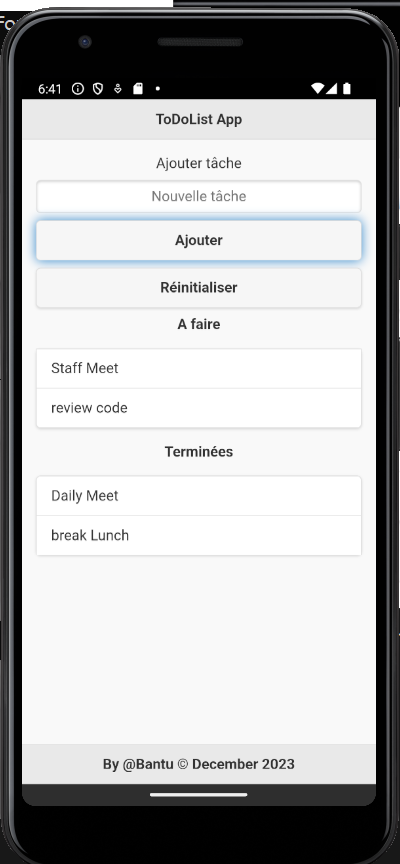 Fo
6:41
ToDoList App
Ajouter tâche
Nouvelle tâche
Ajouter
Réinitialiser
A faire
Staff Meet
review code
Terminées
Daily Meet
break Lunch
By @Bantu © December 2023